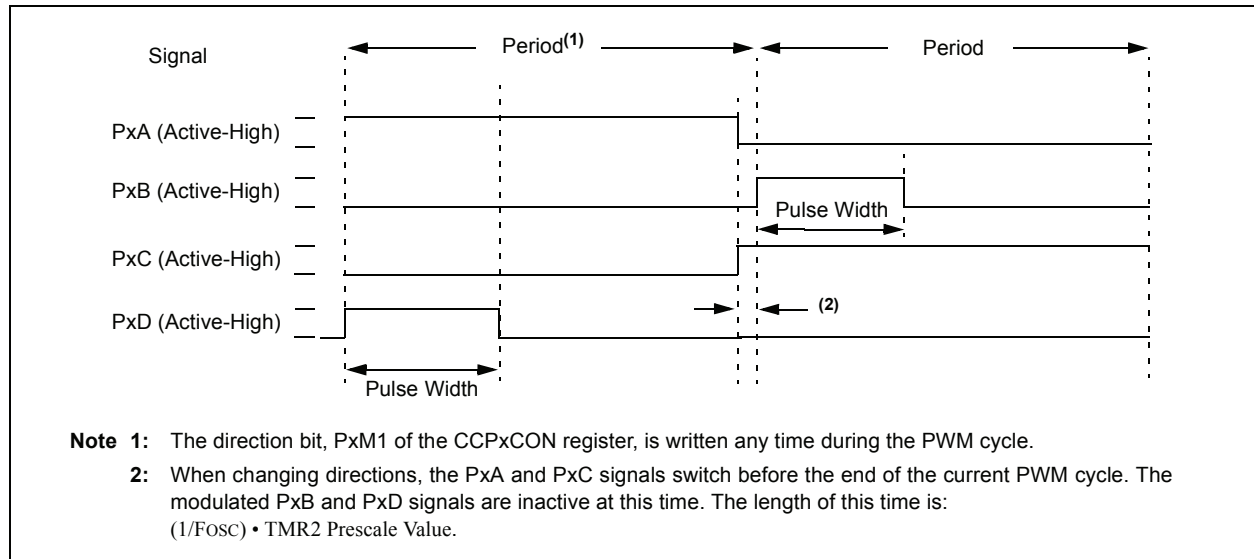 Signal
Period(1)
Period
PxA (Active-High)
PxB (Active-High)
Pulse Width
PxC (Active-High)
(2)
PxD (Active-High)
Pulse Width
Note 1: The direction bit, PxM1 of the CCPxCON register, is written any time during the PWM cycle.
2: When changing directions, the PxA and PxC signals switch before the end of the current PWM cycle. The
modulated PxB and PxD signals are inactive at this time. The length of this time is:
(1/FOSC) • TMR2 Prescale Value.